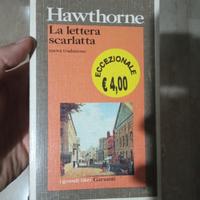 Hawthorne
La lettera
scarlatta
nuova traduzione
ECCEZIONALE
€ 4,00
i grandi libri Garzanti